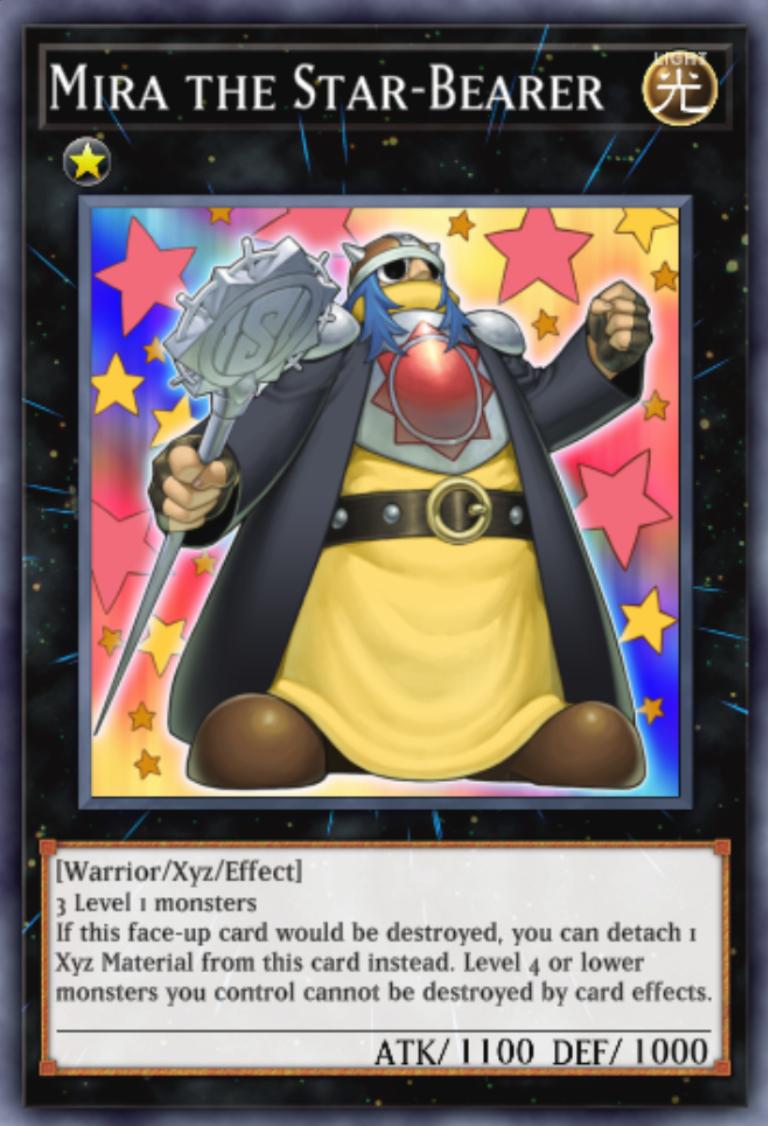 Mira the Star-Bearer
LIGHT
光
[Warrior/Xyz/Effect]
3 Level 1 monsters
If this face-up card would be destroyed, you can detach 1
Xyz Material from this card instead. Level 4 or lower
monsters you control cannot be destroyed by card effects.
ATK/ 1100 DEF/ 1000